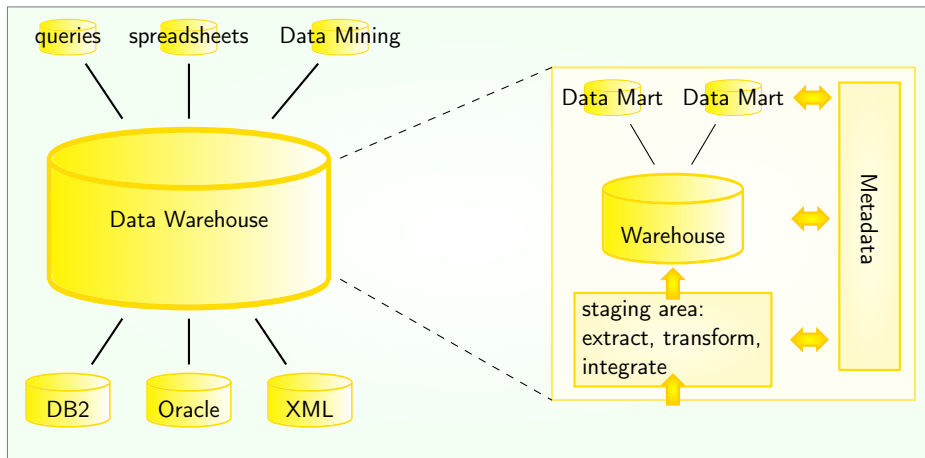 queries
spreadsheets
Data Mining
Data Warehouse
DB2
Oracle
XML
Data Mart
Data Mart
Warehouse
staging area:
extract, transform,
integrate
Metadata